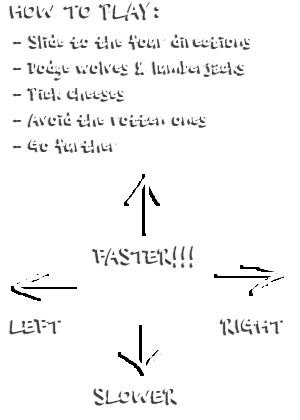 HOW TO PLAY:
- Slide to the four directions
- Dodge wolves & lumberjacks
- Pick cheeses
- Avoid the rotten ones
- Go further
FASTER!!!
LEFT
RIGHT
SLOWER